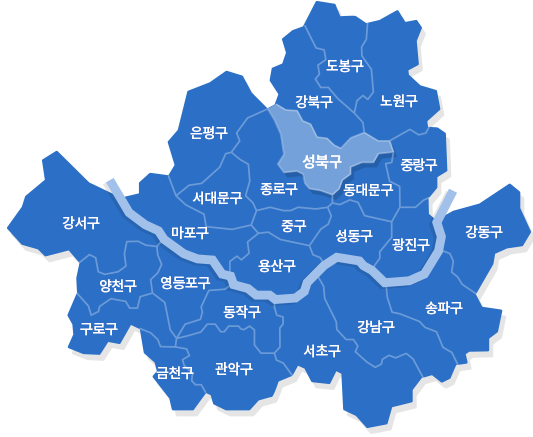 도봉구
강북구
노원구
은평구
성북구
중랑구
종로구
동대문구
서대문구
강서구
마포구
중구
성동구
광진구
강동구
용산구
양천구
영등포구
동작구
송파구
구로구
강남구
서초구
금천구
관악구